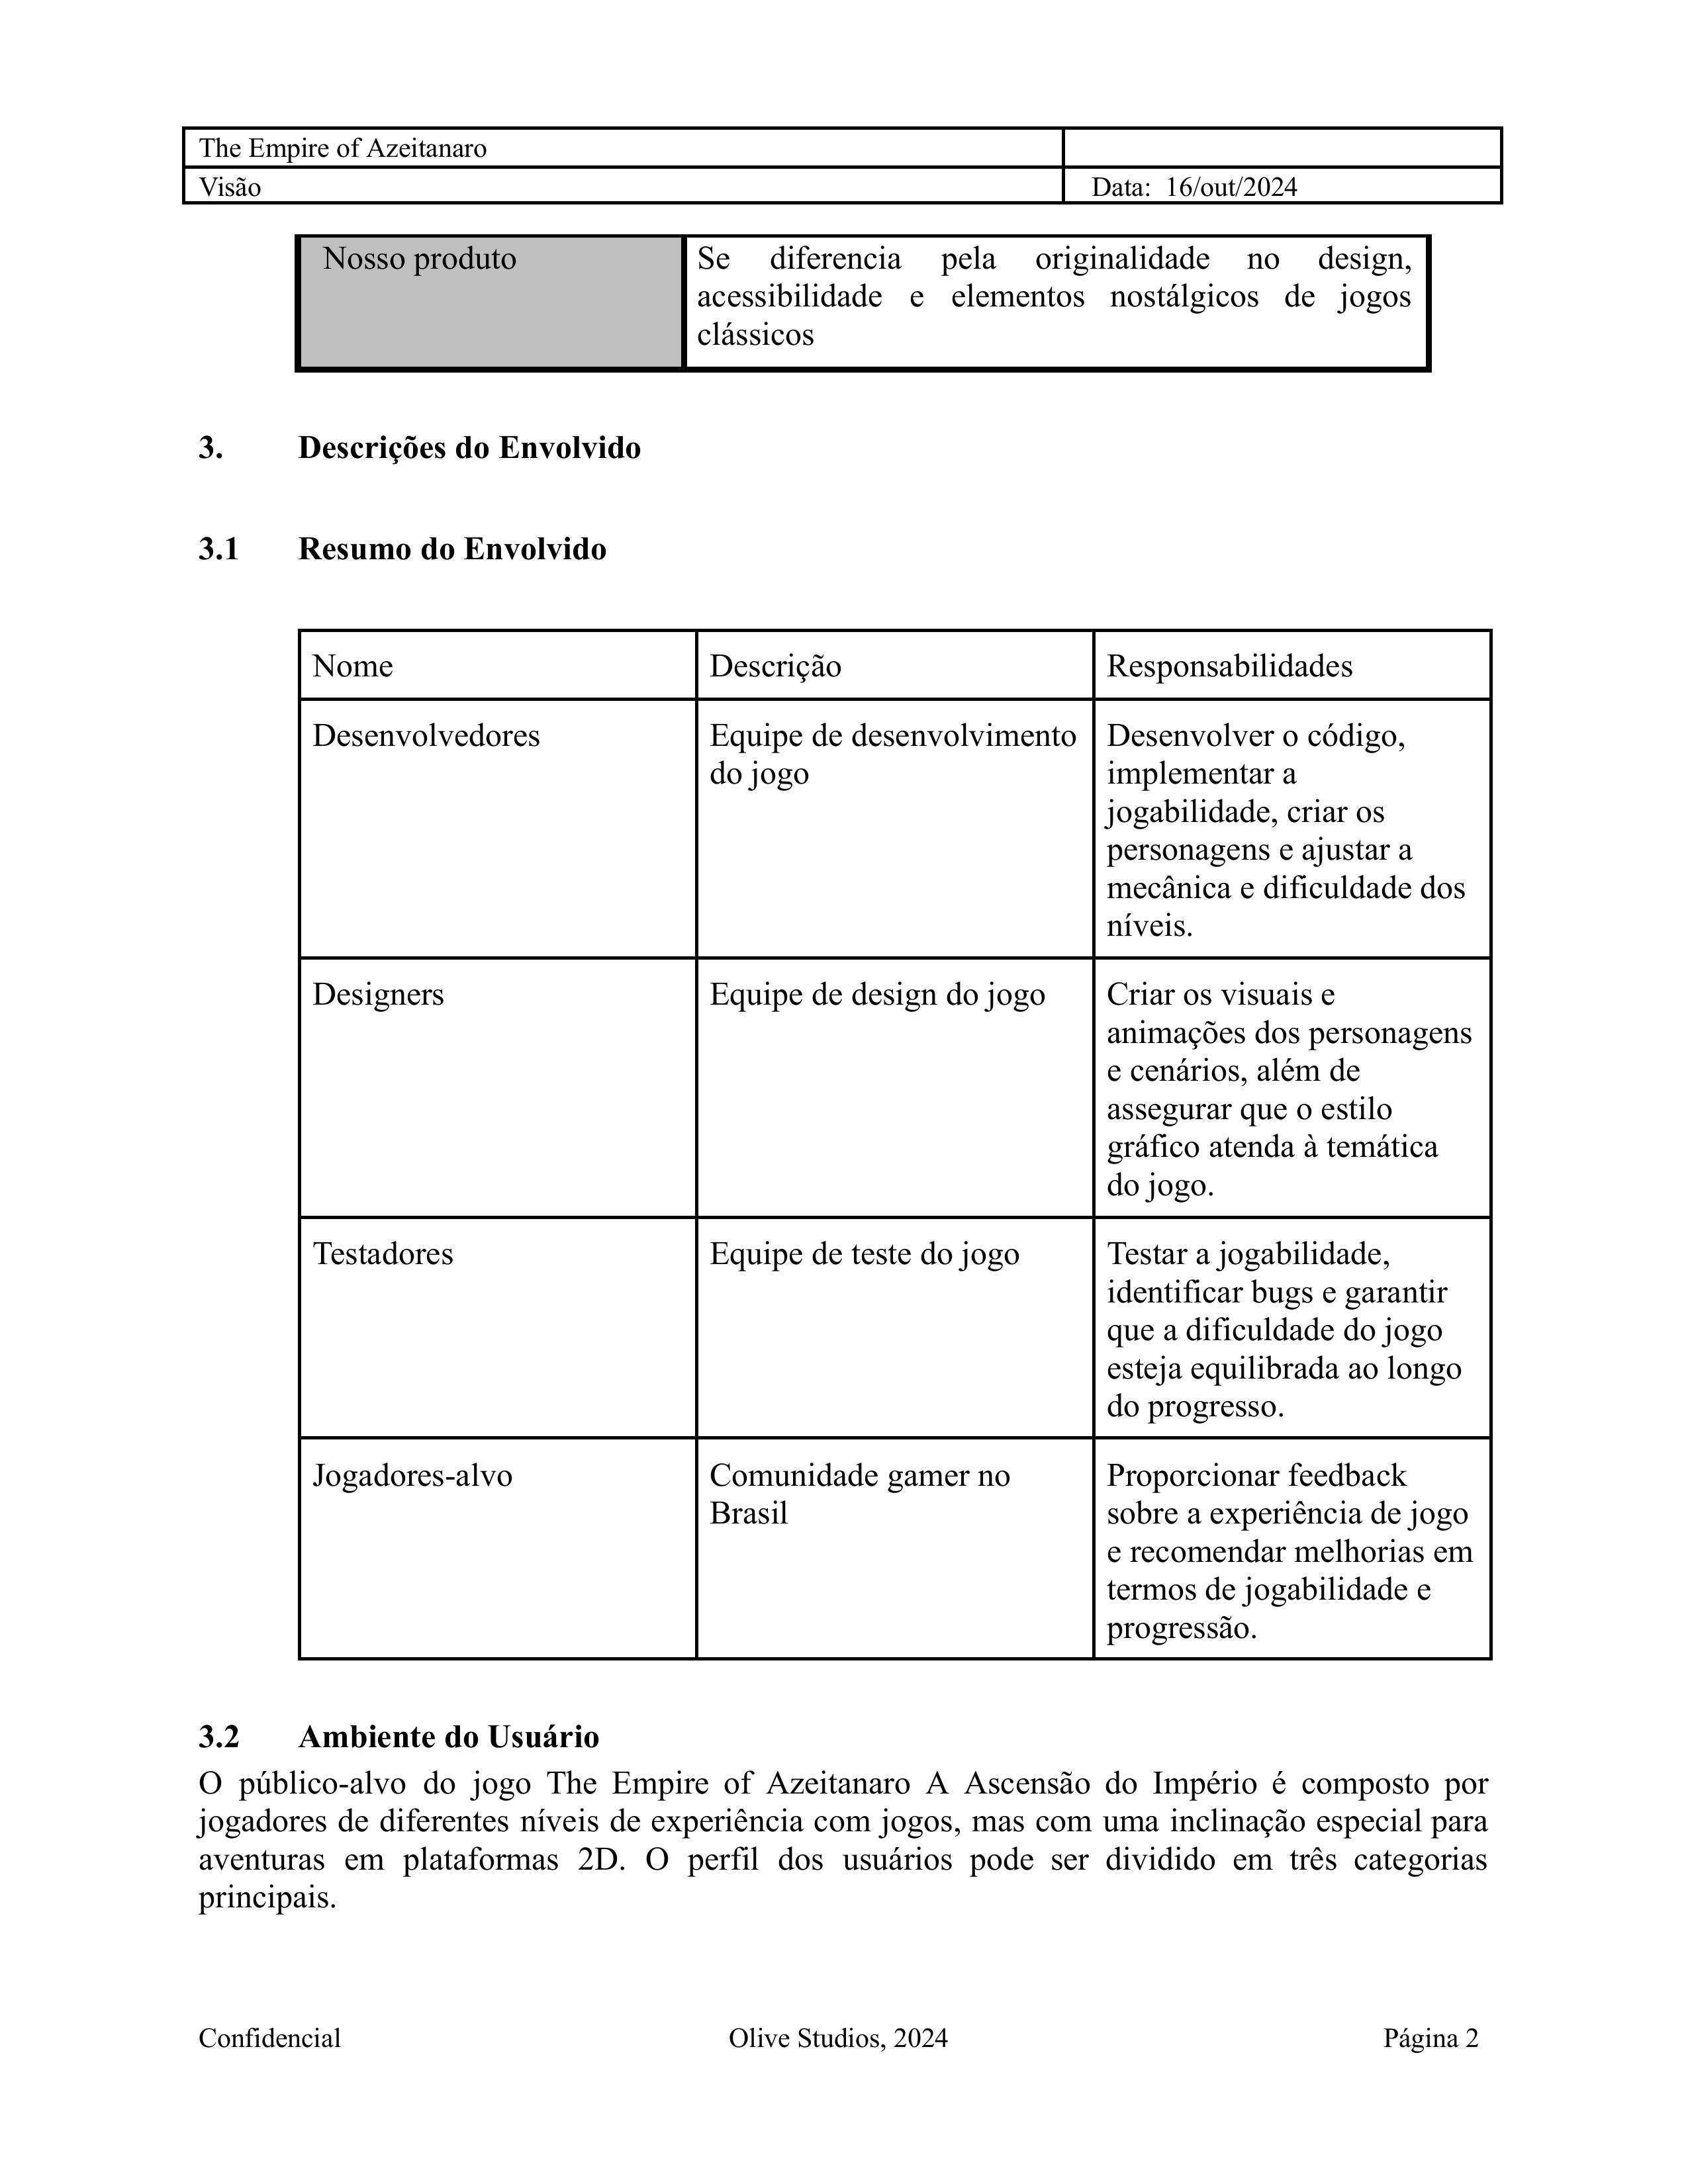 The Empire of Azeitanaro
Visão
Data: 16/out/2024
Nosso produto
Se diferencia pela originalidade no design,
acessibilidade e elementos nostálgicos de jogos
clássicos
3. Descrições do Envolvido
3.1 Resumo do Envolvido
Nome
Descrição
Responsabilidades
Desenvolvedores
Equipe de desenvolvimento
do jogo
Desenvolver o código,
implementar a
jogabilidade, criar os
personagens e ajustar a
mecânica e dificuldade dos
níveis.
Designers
Equipe de design do jogo
Criar os visuais e
animações dos personagens
e cenários, além de
assegurar que o estilo
gráfico atenda à temática
do jogo.
Testadores
Equipe de teste do jogo
Testar a jogabilidade,
identificar bugs e garantir
que a dificuldade do jogo
esteja equilibrada ao longo
do progresso.
Jogadores-alvo
Comunidade gamer no
Brasil
Proporcionar feedback
sobre a experiência de jogo
e recomendar melhorias em
termos de jogabilidade e
progressão.
3.2 Ambiente do Usuário
O público-alvo do jogo The Empire of Azeitanaro A Ascensão do Império é composto por
jogadores de diferentes níveis de experiência com jogos, mas com uma inclinação especial para
aventuras em plataformas 2D. O perfil dos usuários pode ser dividido em três categorias
principais.
Confidencial
Olive Studios, 2024
Página 2